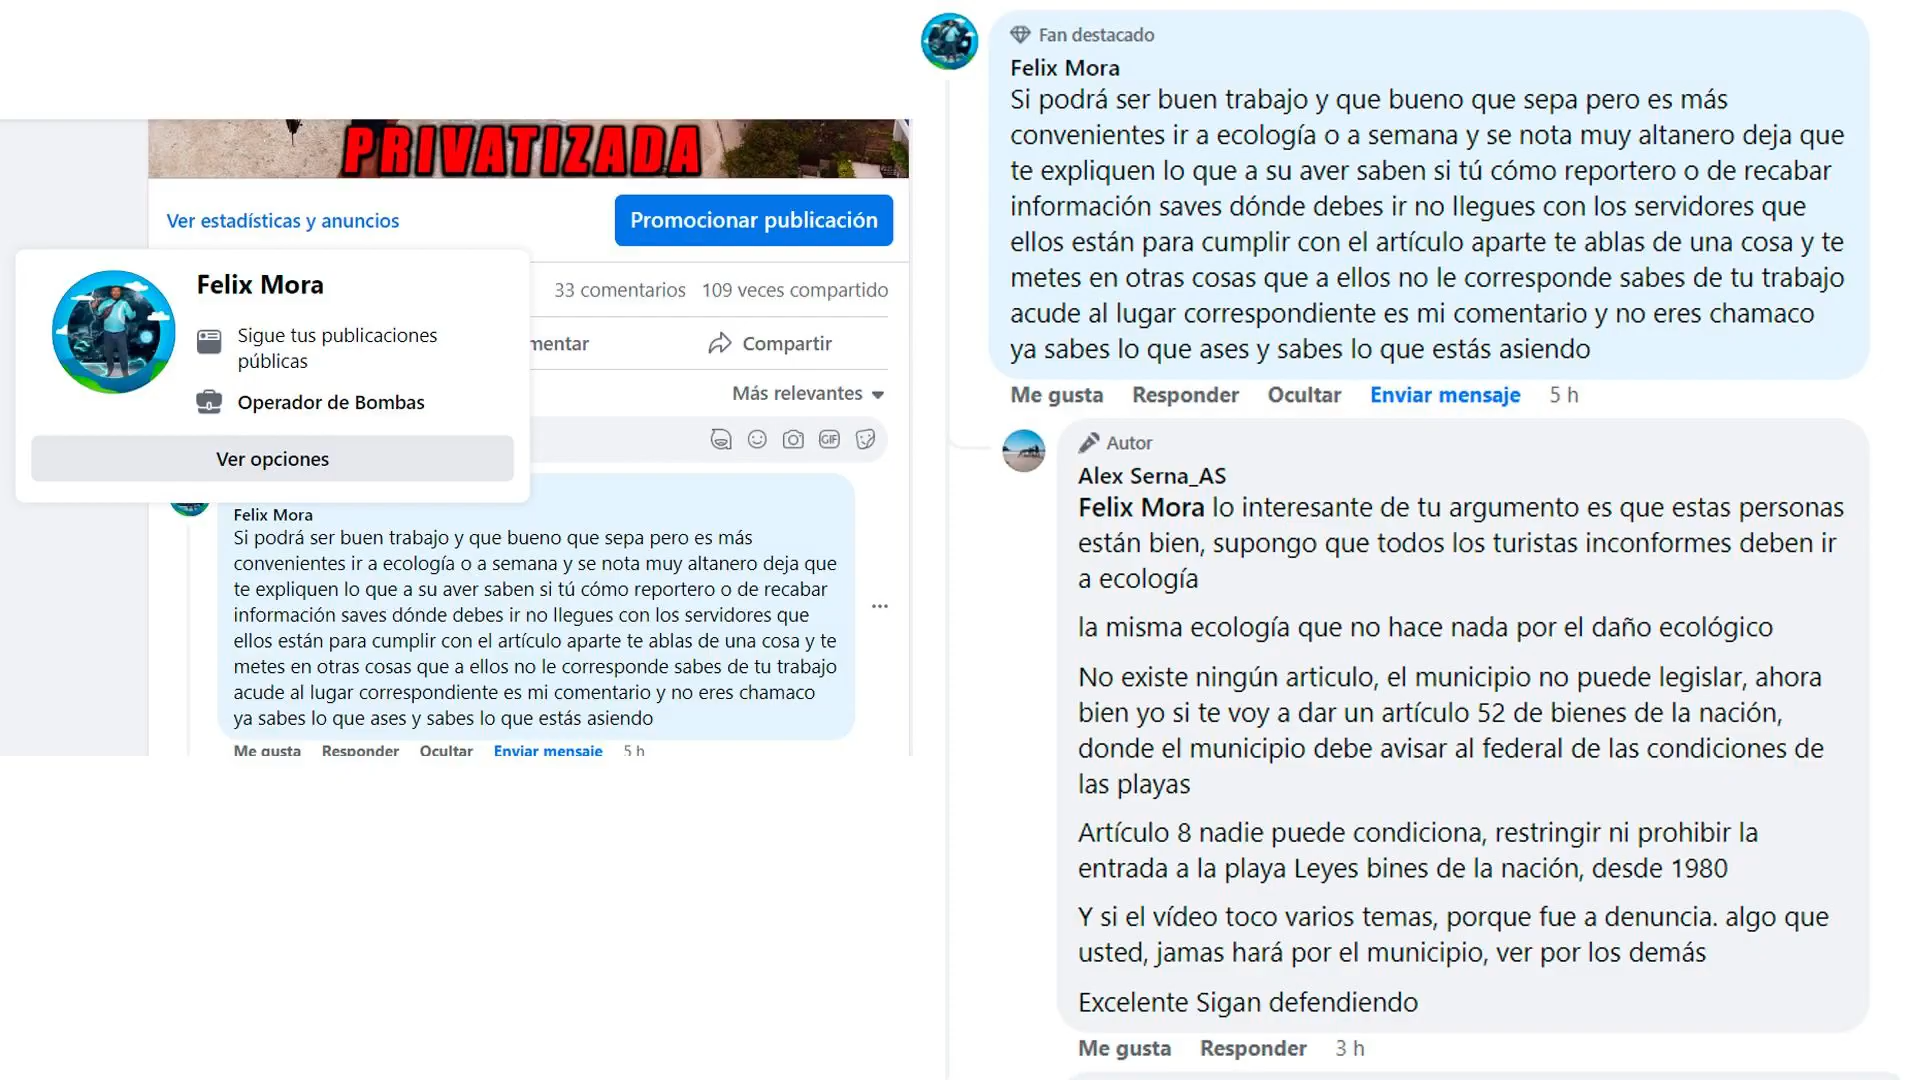 PRIVATIZADA
Ver estadísticas y anuncios
Promocionar publicación
Felix Mora
Sigue tus publicaciones
públicas
Operador de Bombas
Ver opciones
33 comentarios 109 veces compartido
mentar
Compartir
Más relevantes
GIF
Felix Mora
Si podrá ser buen trabajo y que bueno que sepa pero es más
convenientes ir a ecología o a semana y se nota muy altanero deja que
te expliquen lo que a su aver saben si tú cómo reportero o de recabar
información saves dónde debes ir no llegues con los servidores que
ellos están para cumplir con el artículo aparte te ablas de una cosa y te
metes en otras cosas que a ellos no le corresponde sabes de tu trabajo
acude al lugar correspondiente es mi comentario y no eres chamaco
ya sabes lo que ases y sabes lo que estás asiendo
Me gusta Responder Ocultar Enviar mensaje 5 h
Fan destacado
Felix Mora
Si podrá ser buen trabajo y que bueno que sepa pero es más
convenientes ir a ecología o a semana y se nota muy altanero deja que
te expliquen lo que a su aver saben si tú cómo reportero o de recabar
información saves dónde debes ir no llegues con los servidores que
ellos están para cumplir con el artículo aparte te ablas de una cosa y te
metes en otras cosas que a ellos no le corresponde sabes de tu trabajo
acude al lugar correspondiente es mi comentario y no eres chamaco
ya sabes lo que ases y sabes lo que estás asiendo
Me gusta Responder Ocultar Enviar mensaje 5 h
Autor
Alex Serna_AS
Felix Mora lo interesante de tu argumento es que estas personas
están bien, supongo que todos los turistas inconformes deben ir
a ecología
la misma ecología que no hace nada por el daño ecológico
No existe ningún articulo, el municipio no puede legislar, ahora
bien yo si te voy a dar un artículo 52 de bienes de la nación,
donde el municipio debe avisar al federal de las condiciones de
las playas
Artículo 8 nadie puede condiciona, restringir ni prohibir la
entrada a la playa Leyes bines de la nación, desde 1980
Y si el vídeo toco varios temas, porque fue a denuncia. algo que
usted, jamas hará por el municipio, ver por los demás
Excelente Sigan defendiendo
Me gusta Responder 3 h